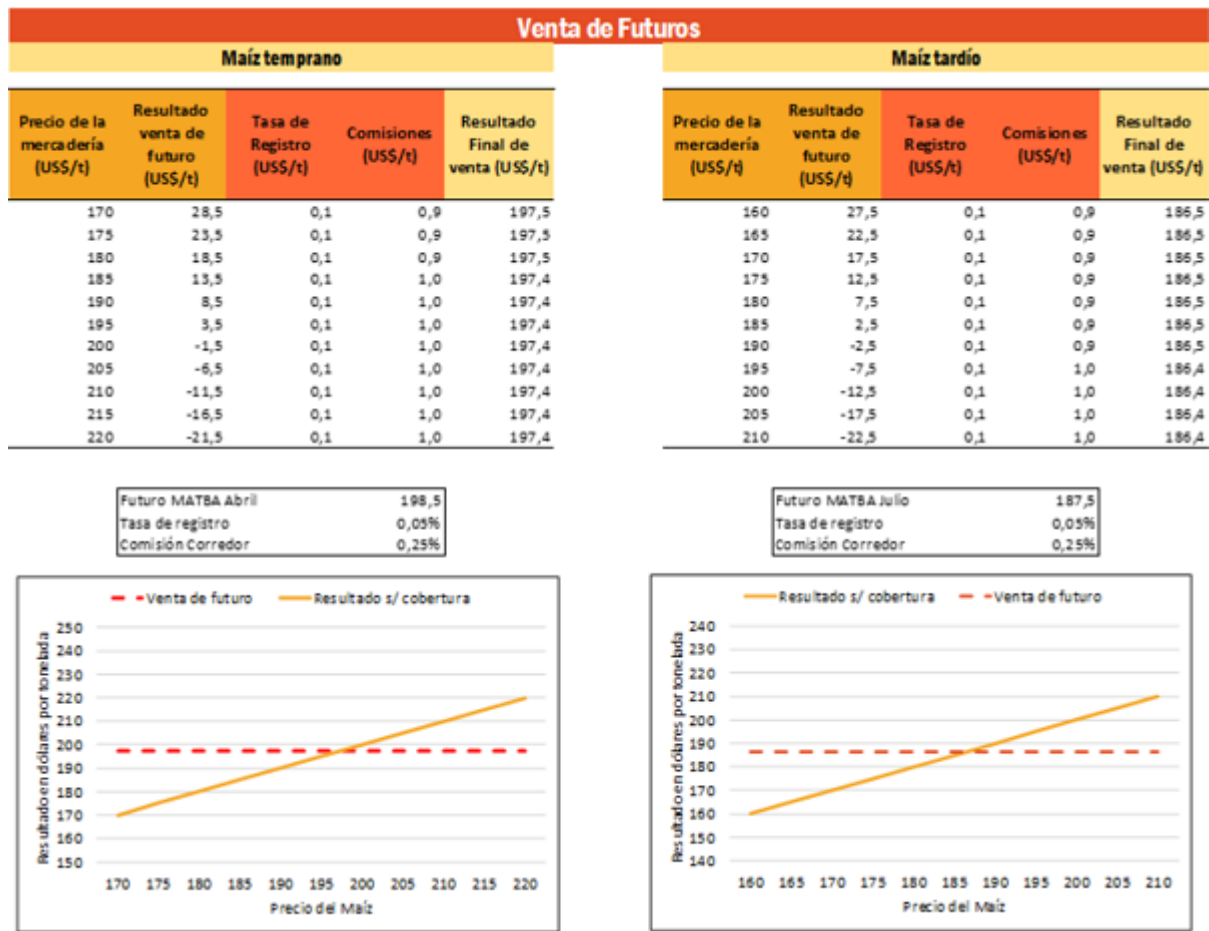 Venta de Futuros
Maíz temprano
Precio de la mercadería (US$/t) Resultado venta de futuro (US$/t) Tasa de Registro (US$/t) Comisiones (US$/t) Resultado Final de venta (US$/t)
170 28,5 0,1 0,9 197,5
175 23,5 0,1 0,9 197,5
180 18,5 0,1 0,9 197,5
185 13,5 0,1 1,0 197,4
190 8,5 0,1 1,0 197,4
195 3,5 0,1 1,0 197,4
200 -1,5 0,1 1,0 197,4
205 -6,5 0,1 1,0 197,4
210 -11,5 0,1 1,0 197,4
215 -16,5 0,1 1,0 197,4
220 -21,5 0,1 1,0 197,4
Futuro MATBA Abril 198,5
Tasa de registro 0,05%
Comisión Corredor 0,25%
Venta de futuro Resultado s/ cobertura
Resultado en dólares por tonelada
250
240
230
220
210
200
190
180
170
160
150
170 175 180 185 190 195 200 205 210 215 220
Precio del Maíz
Maíz tardío
Precio de la mercadería (US$/t) Resultado venta de futuro (US$/t) Tasa de Registro (US$/t) Comisiones (US$/t) Resultado Final de venta (US$/t)
160 27,5 0,1 0,9 186,5
165 22,5 0,1 0,9 186,5
170 17,5 0,1 0,9 186,5
175 12,5 0,1 0,9 186,5
180 7,5 0,1 0,9 186,5
185 2,5 0,1 0,9 186,5
190 -2,5 0,1 0,9 186,5
195 -7,5 0,1 1,0 186,4
200 -12,5 0,1 1,0 186,4
205 -17,5 0,1 1,0 186,4
210 -22,5 0,1 1,0 186,4
Futuro MATBA Julio 187,5
Tasa de registro 0,05%
Comisión Corredor 0,25%
Resultado s/ cobertura Venta de futuro
Resultado en dólares por tonelada
240
230
220
210
200
190
180
170
160
150
140
160 165 170 175 180 185 190 195 200 205 210
Precio del Maíz